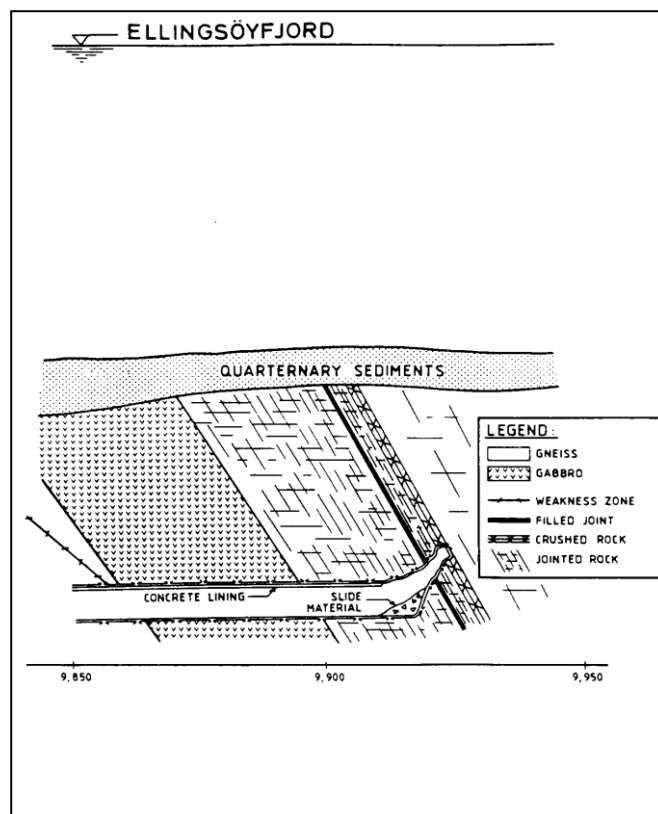 ELLINGSÖYFJORD
QUARTERNARY SEDIMENTS
LEGEND:
GNEISS
GABBRO
WEAKNESS ZONE
FILLED JOINT
CRUSHED ROCK
JOINTED ROCK
CONCRETE LINING
SLIDE
MATERIAL
9,850
9,900
9,950